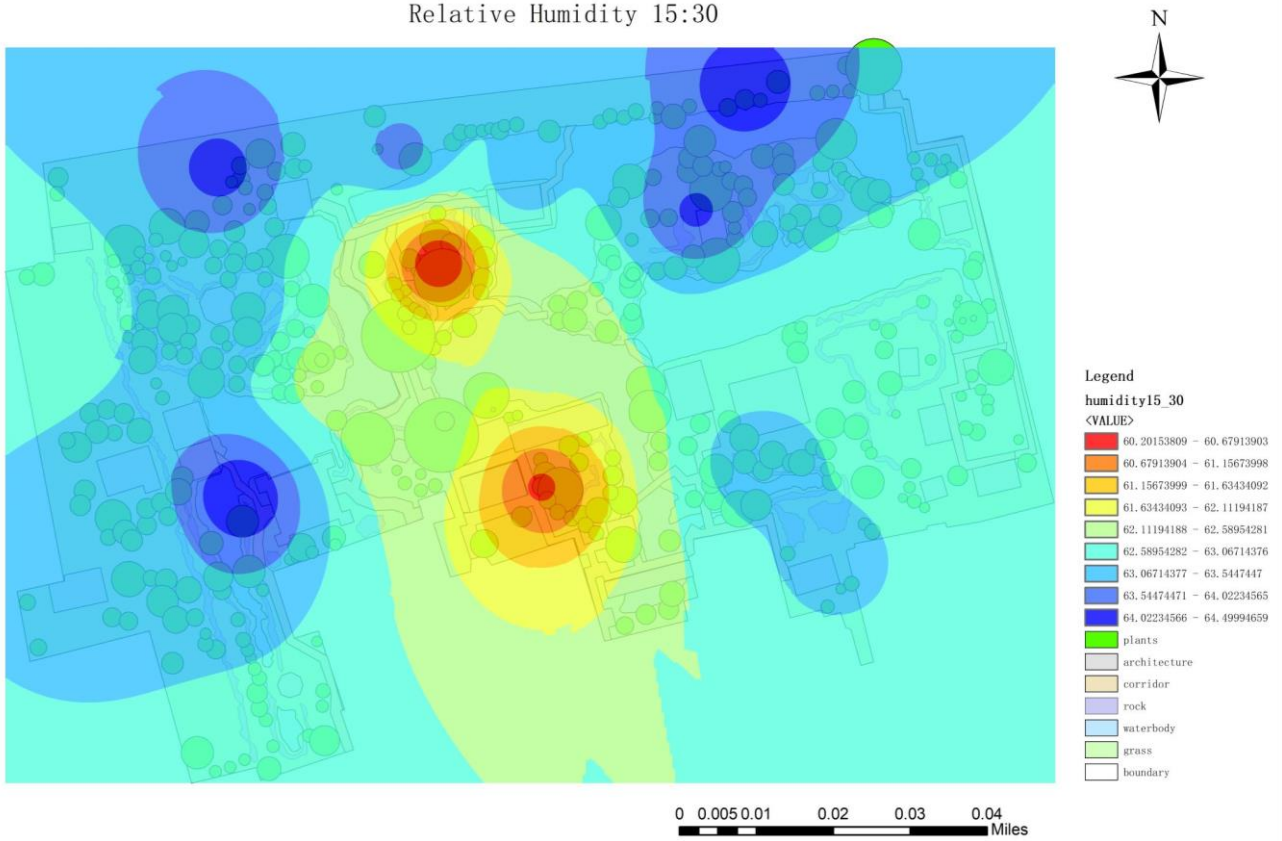 Relative Humidity 15:30
N
Legend
humidity15_30
<VALUE>
60.20153809 - 60.67913903
60.67913904 - 61.15673998
61.15673999 - 61.63434092
61.63434093 - 62.11194187
62.11194188 - 62.58954281
62.58954282 - 63.06714376
63.06714377 - 63.5447447
63.54474471 - 64.02234565
64.02234566 - 64.49994659
plants
architecture
corridor
rock
waterbody
grass
boundary
0 0.005 0.01 0.02 0.03 0.04
Miles